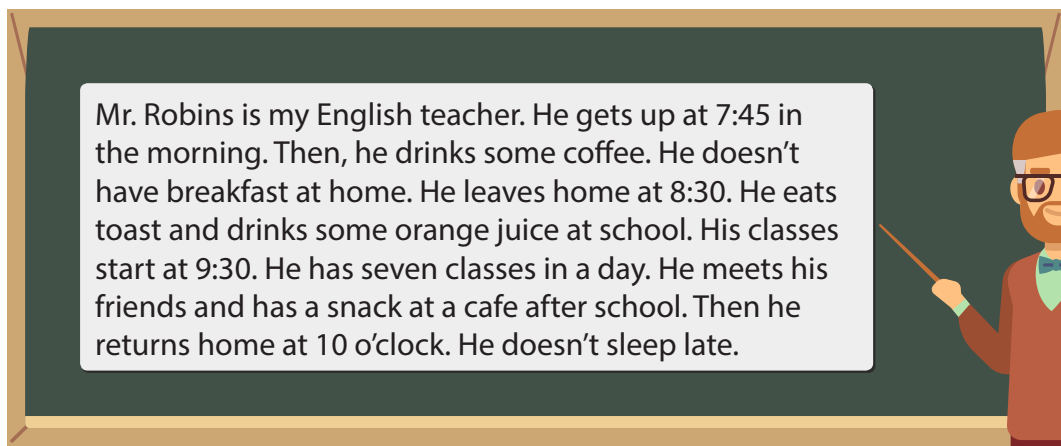 Mr. Robins is my English teacher. He gets up at 7:45 in
the morning. Then, he drinks some coffee. He doesn’t
have breakfast at home. He leaves home at 8:30. He eats
toast and drinks some orange juice at school. His classes
start at 9:30. He has seven classes in a day. He meets his
friends and has a snack at a cafe after school. Then he
returns home at 10 o’clock. He doesn’t sleep late.